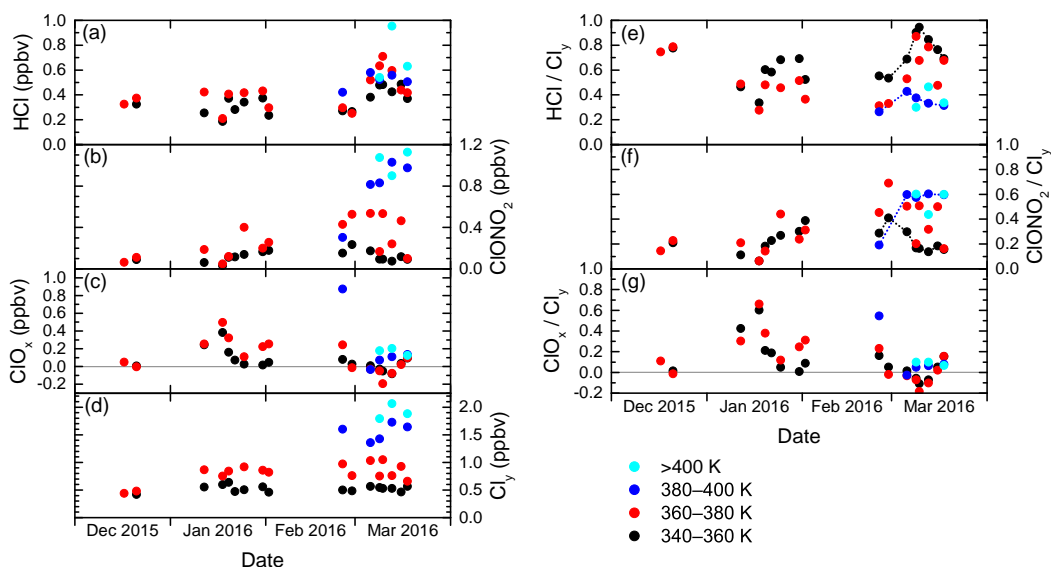 (a)
HCl (ppbv)
1.0
0.8
0.6
0.4
0.2
0.0
(b)
ClONO2 (ppbv)
1.2
0.8
0.4
0.0
(c)
ClOx (ppbv)
1.0
0.8
0.6
0.4
0.2
0.0
-0.2
(d)
Cly (ppbv)
2.0
1.5
1.0
0.5
0.0
Dec 2015 Jan 2016 Feb 2016 Mar 2016
Date
(e)
HCl / Cly
1.0
0.8
0.6
0.4
0.2
0.0
(f)
ClONO2 / Cly
1.0
0.8
0.6
0.4
0.2
0.0
(g)
ClOx / Cly
1.0
0.8
0.6
0.4
0.2
0.0
-0.2
Dec 2015 Jan 2016 Feb 2016 Mar 2016
Date
>400 K
380–400 K
360–380 K
340–360 K